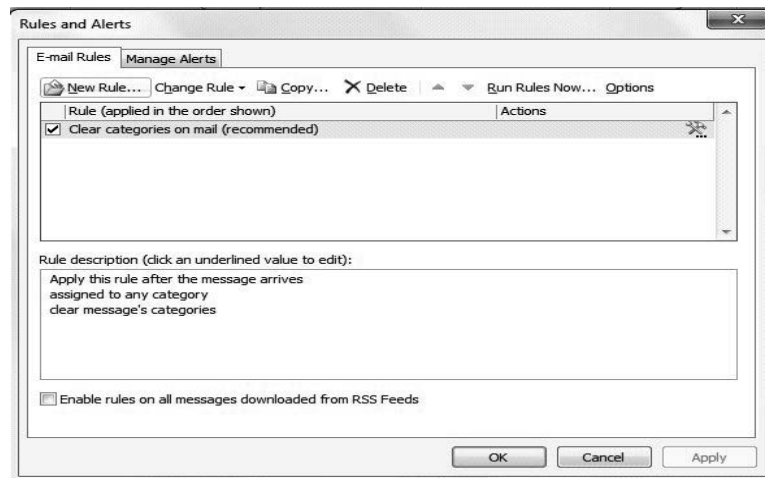 Rules and Alerts
E-mail Rules Manage Alerts
New Rule... Change Rule Copy... Delete Run Rules Now... Options
Rule (applied in the order shown) Actions
Clear categories on mail (recommended)
Rule description (click an underlined value to edit):
Apply this rule after the message arrives
assigned to any category
clear message's categories
Enable rules on all messages downloaded from RSS Feeds
OK Cancel Apply